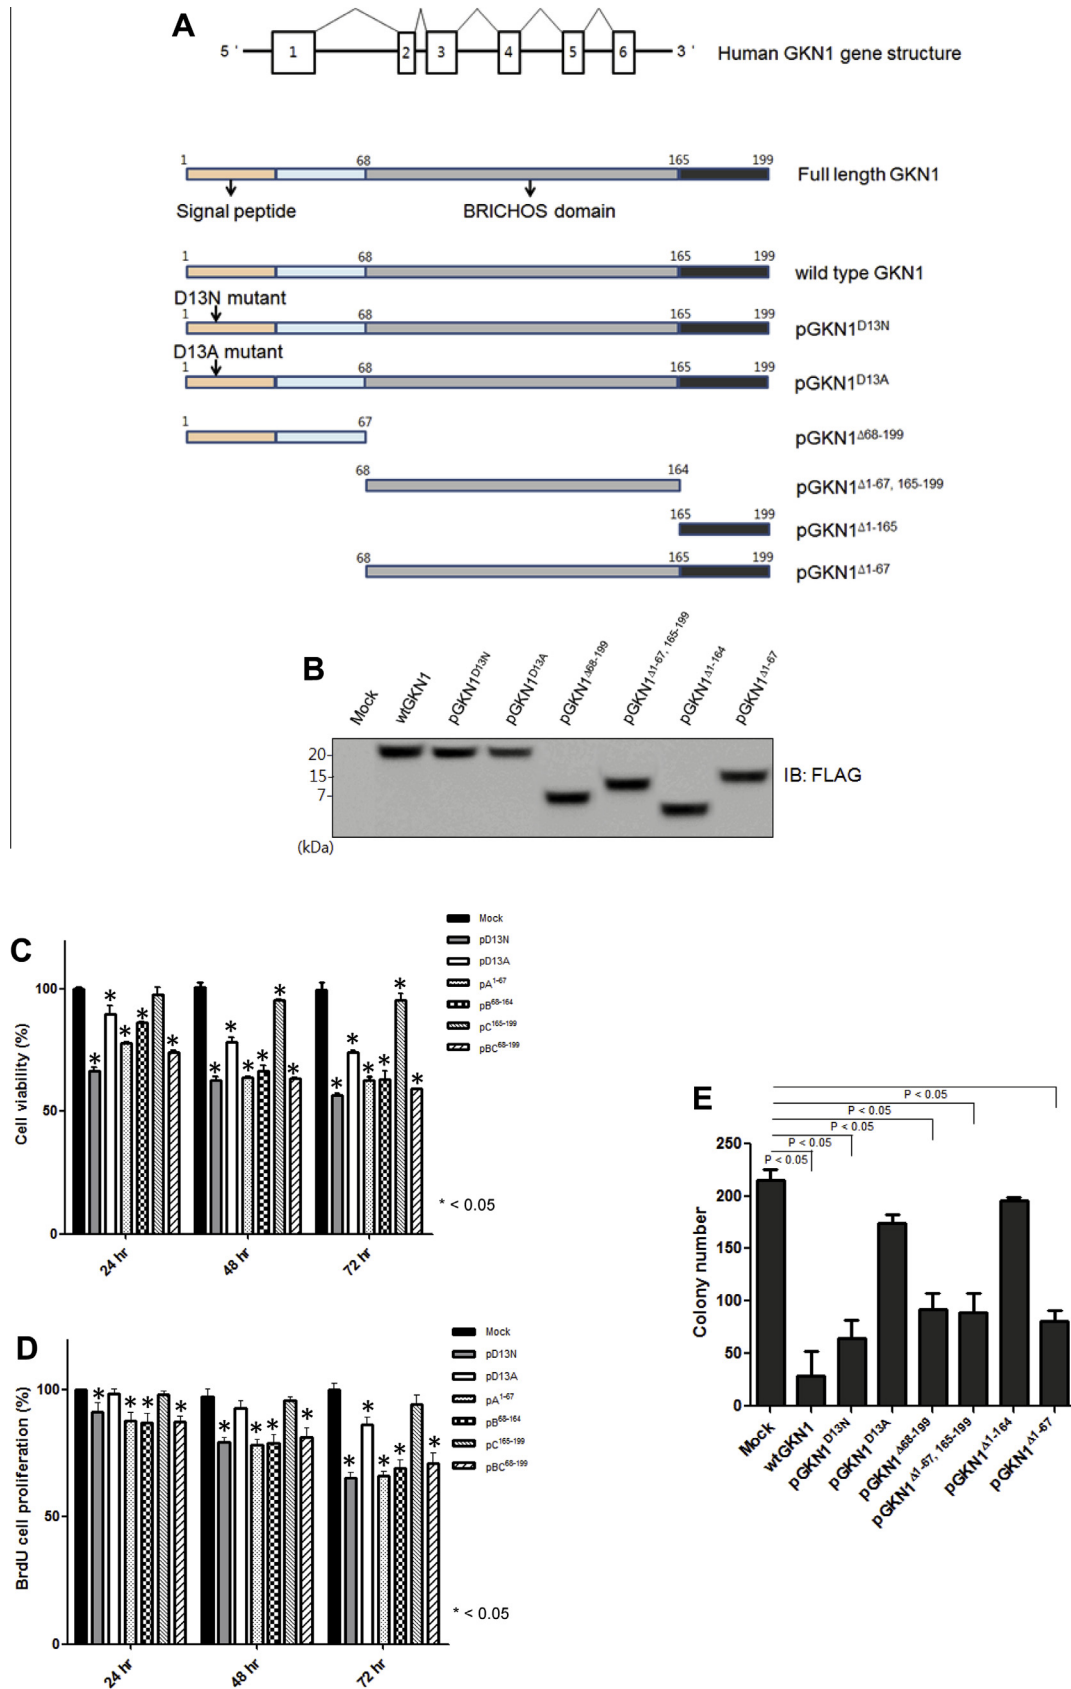 A
5 ' 1 2 3 4 5 6 3 ' Human GKN1 gene structure
1 68 165 199
Full length GKN1
Signal peptide BRICHOS domain
1 68 165 199
wild type GKN1
D13N mutant
1 68 165 199
pGKN1D13N
D13A mutant
1 68 165 199
pGKN1D13A
1 67
pGKN1Δ68-199
68 164
pGKN1Δ1-67, 165-199
165 199
pGKN1Δ1-165
68 165 199
pGKN1Δ1-67
B
Mock
wtGKN1
pGKN1D13N
pGKN1D13A
pGKN1Δ68-199
pGKN1Δ1-67, 165-199
pGKN1Δ1-164
pGKN1Δ1-67
20
15
7
(kDa)
IB: FLAG
C
Mock
pD13N
pD13A
pA1-67
pB68-164
pC165-199
pBC68-199
Cell viability (%)
100
50
0
* * * * *
* * * * * *
* * * * * *
24 hr
48 hr
72 hr
* < 0.05
D
Mock
pD13N
pD13A
pA1-67
pB68-164
pC165-199
pBC68-199
BrdU cell proliferation (%)
100
50
0
* * * *
* * * *
* * * * *
24 hr
48 hr
72 hr
* < 0.05
E
P < 0.05
P < 0.05
P < 0.05
P < 0.05
P < 0.05
Colony number
250
200
150
100
50
0
Mock
wtGKN1
pGKN1D13N
pGKN1D13A
pGKN1Δ68-199
pGKN1Δ1-67, 165-199
pGKN1Δ1-164
pGKN1Δ1-67